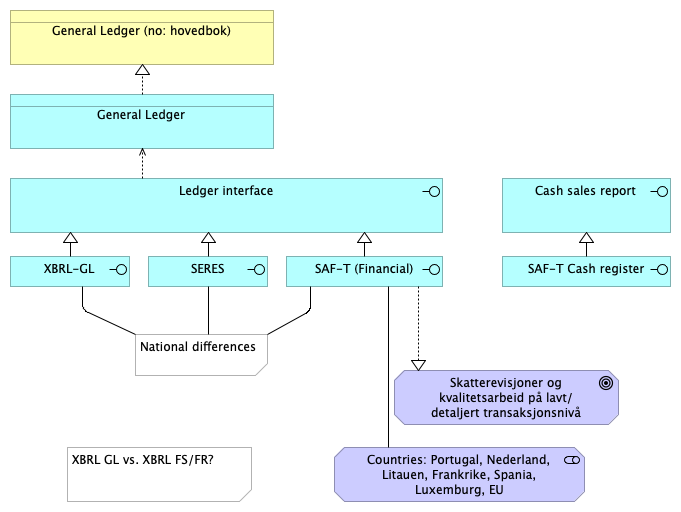 General Ledger (no: hovedbok)
General Ledger
Ledger interface
Cash sales report
XBRL-GL
SERES
SAF-T (Financial)
SAF-T Cash register
National differences
Skatterevisjoner og
kvalitetsarbeid på lavt/
detaljert transaksjonsnivå
XBRL GL vs. XBRL FS/FR?
Countries: Portugal, Nederland,
Litauen, Frankrike, Spania,
Luxemburg, EU